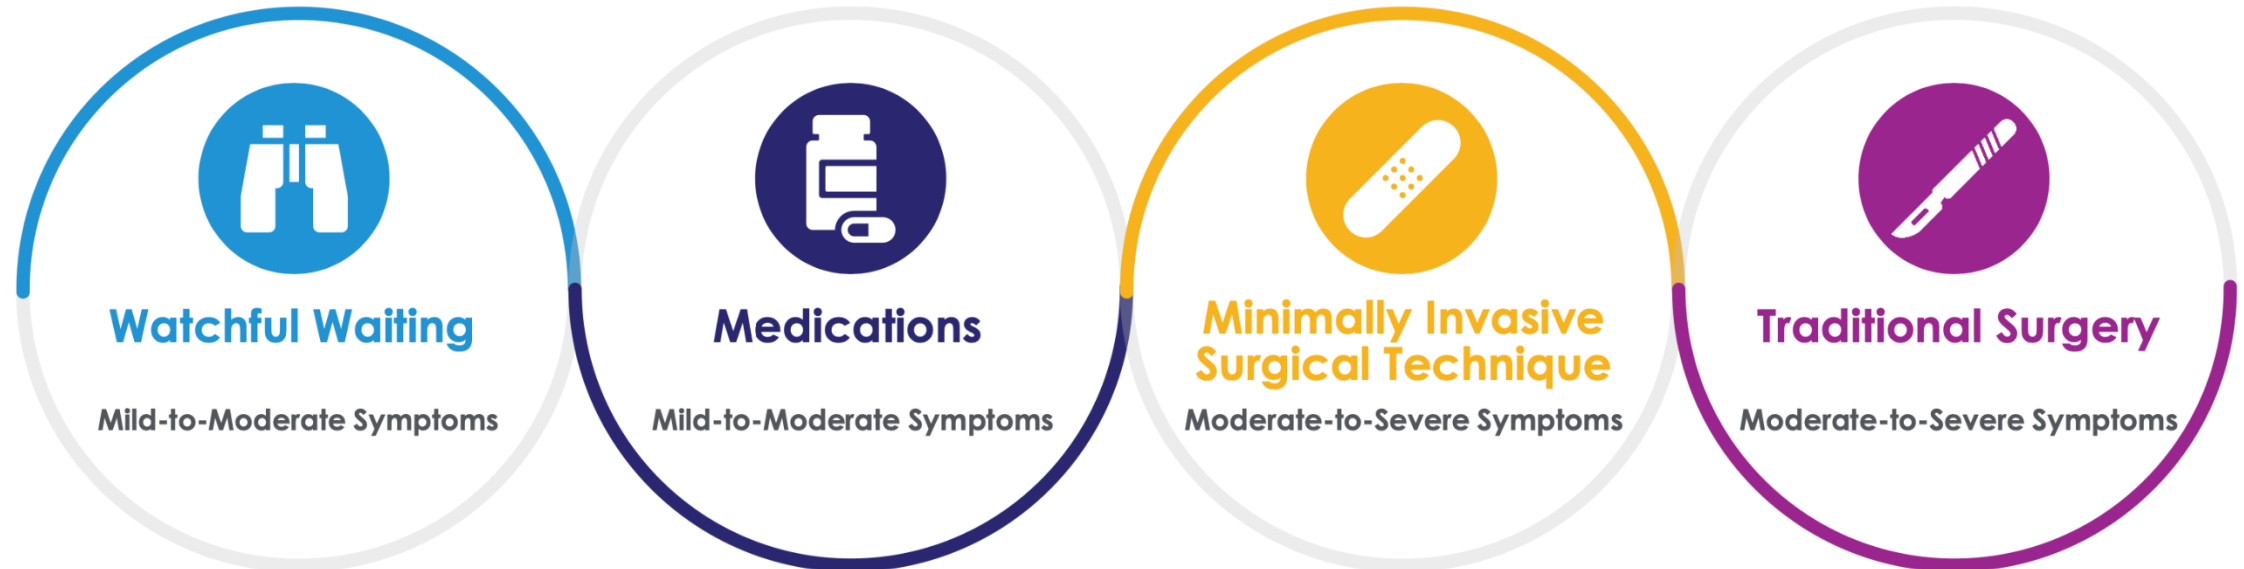 Watchful Waiting
Mild-to-Moderate Symptoms
Medications
Mild-to-Moderate Symptoms
Minimally Invasive
Surgical Technique
Moderate-to-Severe Symptoms
Traditional Surgery
Moderate-to-Severe Symptoms